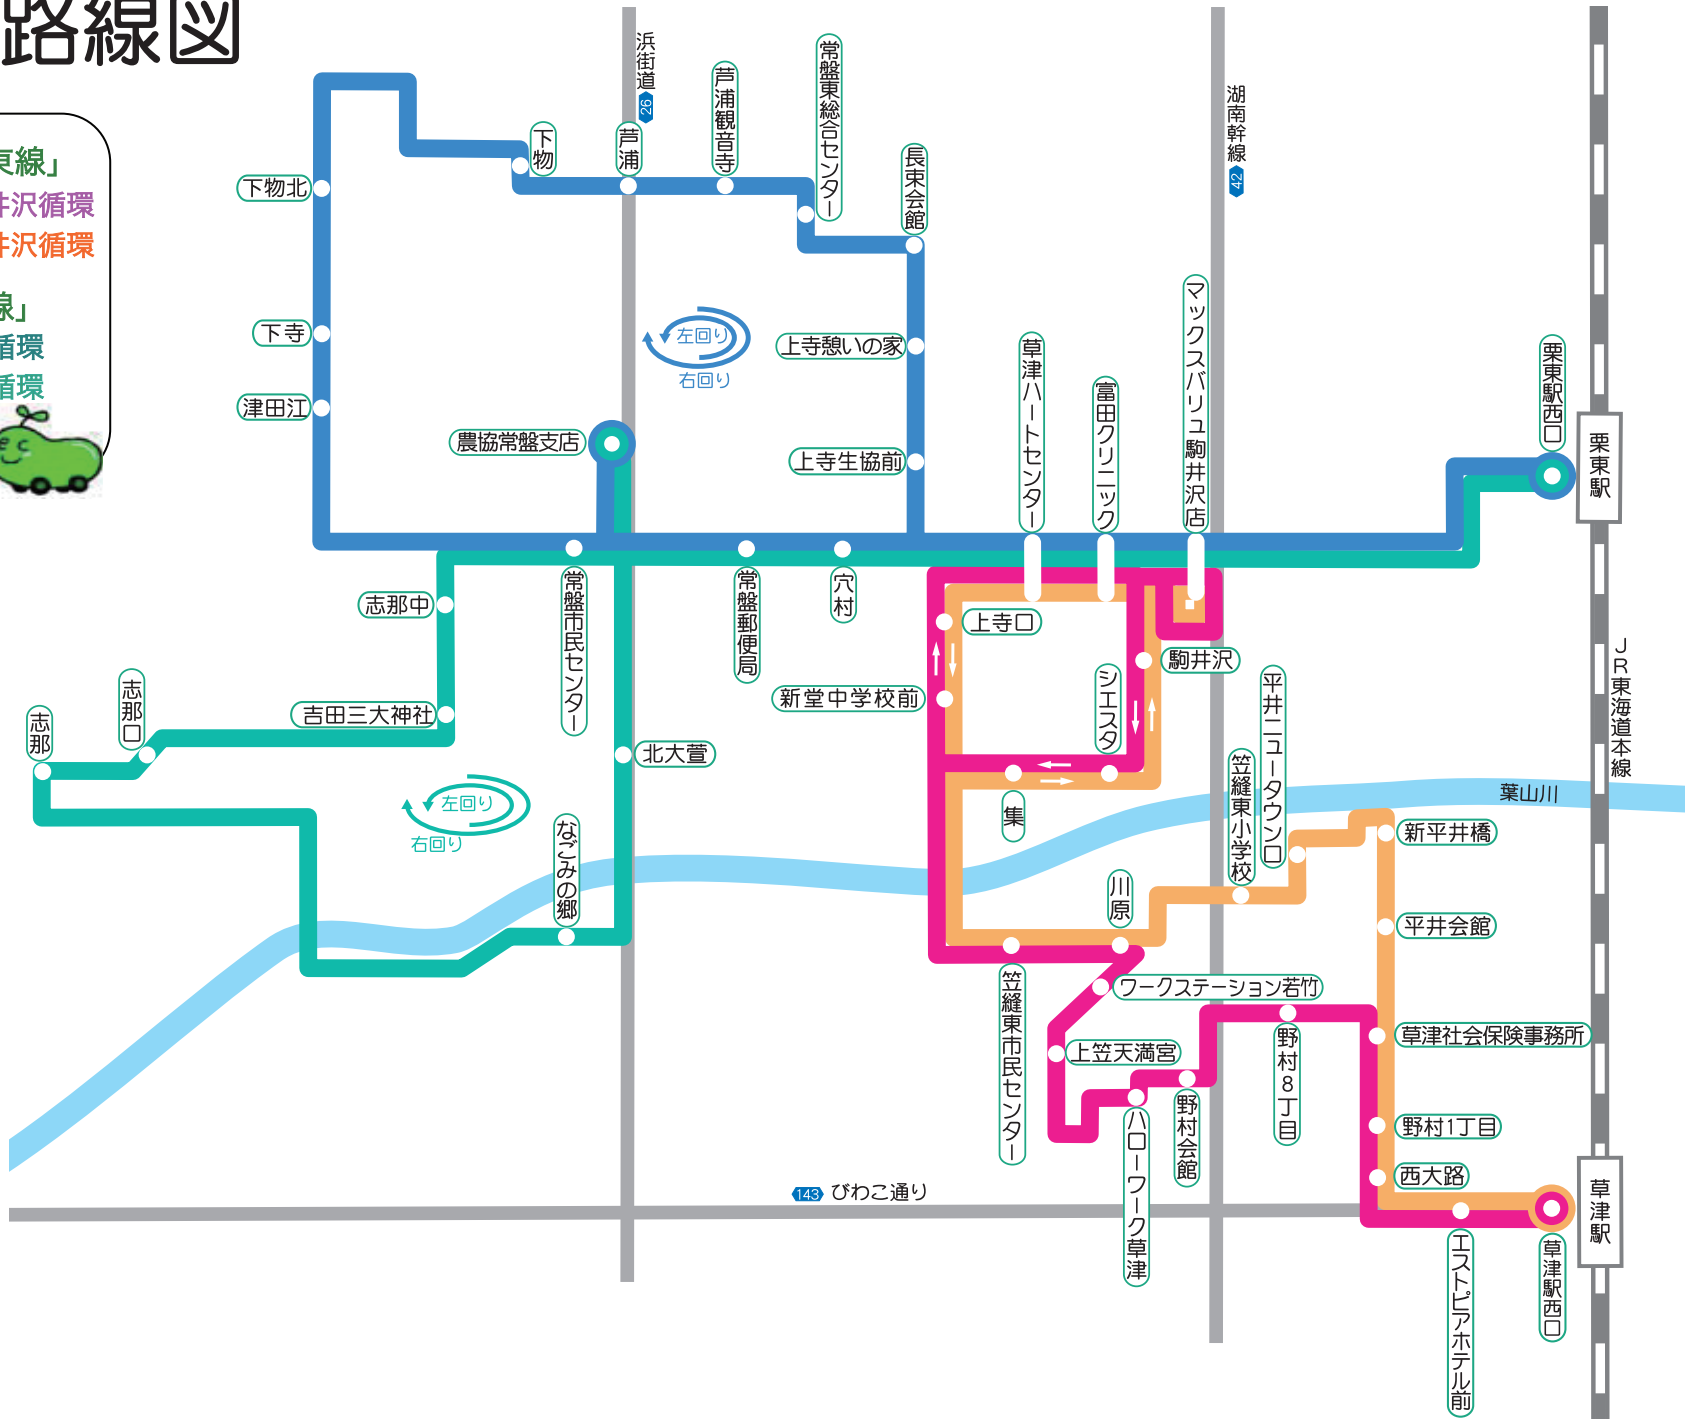 路線図
東線」
井沢循環
井沢循環
線」
循環
循環
浜街道
26
湖南幹線
42
下物
芦浦
芦浦観音寺
常盤東総合センター
長束会館
下物北
下寺
津田江
左回り
右回り
上寺憩いの家
上寺生協前
農協常盤支店
草津ハートセンター
富田クリニック
マックスバリュ駒井沢店
栗東駅西口
栗東駅
常盤市民センター
常盤郵便局
穴村
志那中
吉田三大神社
志那口
志那
北大萱
なごみの郷
左回り
右回り
上寺口
新堂中学校前
駒井沢
シエスタ
集
川原
笠縫東小学校
平井ニュータウン口
JR東海道本線
葉山川
新平井橋
平井会館
笠縫東市民センター
ワークステーション若竹
上笠天満宮
ハローワーク草津
野村会館
野村8丁目
草津社会保険事務所
野村1丁目
西大路
143
びわこ通り
エストピアホテル前
草津駅西口
草津駅